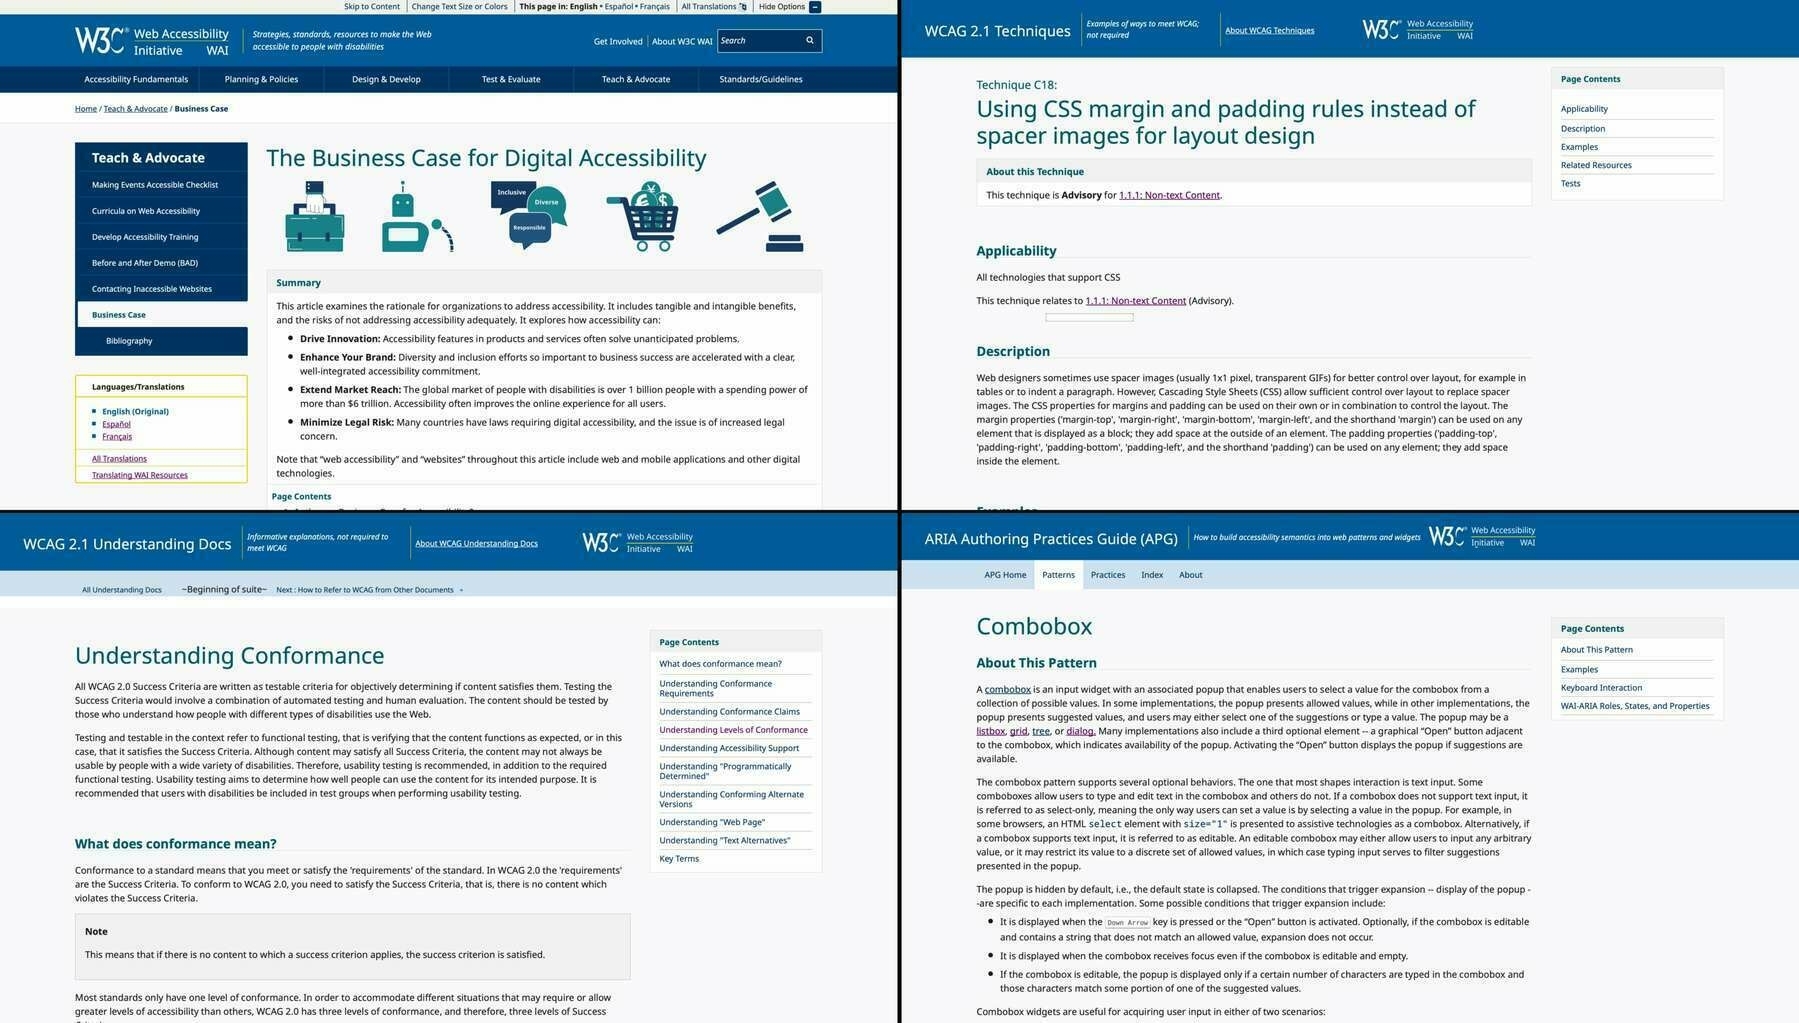 Skip to Content
Change Text Size or Colors
This page in: English • Español • Français
All Translations
Hide Options
W3C® Web Accessibility Initiative WAI
Strategies, standards, resources to make the Web
accessible to people with disabilities
Get Involved
About W3C WAI
Search
Accessibility Fundamentals
Planning & Policies
Design & Develop
Test & Evaluate
Teach & Advocate
Standards/Guidelines
Home / Teach & Advocate / Business Case
Teach & Advocate
Making Events Accessible Checklist
Curricula on Web Accessibility
Develop Accessibility Training
Before and After Demo (BAD)
Contacting Inaccessible Websites
Business Case
Bibliography
Languages/Translations
English (Original)
Español
Français
All Translations
Translating WAI Resources
The Business Case for Digital Accessibility
Inclusive
Diverse
Responsible
Summary
This article examines the rationale for organizations to address accessibility. It includes tangible and intangible benefits,
and the risks of not addressing accessibility adequately. It explores how accessibility can:
Drive Innovation: Accessibility features in products and services often solve unanticipated problems.
Enhance Your Brand: Diversity and inclusion efforts so important to business success are accelerated with a clear,
well-integrated accessibility commitment.
Extend Market Reach: The global market of people with disabilities is over 1 billion people with a spending power of
more than $6 trillion. Accessibility often improves the online experience for all users.
Minimize Legal Risk: Many countries have laws requiring digital accessibility, and the issue is of increased legal
concern.
Note that “web accessibility” and “websites” throughout this article include web and mobile applications and other digital
technologies.
Page Contents
WCAG 2.1 Techniques
Examples of ways to meet WCAG;
not required
About WCAG Techniques
W3C® Web Accessibility Initiative WAI
Technique C18:
Using CSS margin and padding rules instead of
spacer images for layout design
About this Technique
This technique is Advisory for 1.1.1: Non-text Content.
Applicability
All technologies that support CSS
This technique relates to 1.1.1: Non-text Content (Advisory).
Description
Web designers sometimes use spacer images (usually 1x1 pixel, transparent GIFs) for better control over layout, for example in
tables or to indent a paragraph. However, Cascading Style Sheets (CSS) allow sufficient control over layout to replace spacer
images. The CSS properties for margins and padding can be used on their own or in combination to control the layout. The
margin properties ('margin-top', 'margin-right', 'margin-bottom', 'margin-left', and the shorthand 'margin') can be used on any
element that is displayed as a block; they add space at the outside of an element. The padding properties ('padding-top',
'padding-right', 'padding-bottom', 'padding-left', and the shorthand 'padding') can be used on any element; they add space
inside the element.
Page Contents
Applicability
Description
Examples
Related Resources
Tests
WCAG 2.1 Understanding Docs
Informative explanations, not required to
meet WCAG
About WCAG Understanding Docs
W3C® Web Accessibility Initiative WAI
All Understanding Docs
~Beginning of suite~
Next : How to Refer to WCAG from Other Documents
Understanding Conformance
All WCAG 2.0 Success Criteria are written as testable criteria for objectively determining if content satisfies them. Testing the
Success Criteria would involve a combination of automated testing and human evaluation. The content should be tested by
those who understand how people with different types of disabilities use the Web.
Testing and testable in the context refer to functional testing, that is verifying that the content functions as expected, or in this
case, that it satisfies the Success Criteria. Although content may satisfy all Success Criteria, the content may not always be
usable by people with a wide variety of disabilities. Therefore, usability testing is recommended, in addition to the required
functional testing. Usability testing aims to determine how well people can use the content for its intended purpose. It is
recommended that users with disabilities be included in test groups when performing usability testing.
What does conformance mean?
Conformance to a standard means that you meet or satisfy the 'requirements' of the standard. In WCAG 2.0 the 'requirements'
are the Success Criteria. To conform to WCAG 2.0, you need to satisfy the Success Criteria, that is, there is no content which
violates the Success Criteria.
Note
This means that if there is no content to which a success criterion applies, the success criterion is satisfied.
Most standards only have one level of conformance. In order to accommodate different situations that may require or allow
greater levels of accessibility than others, WCAG 2.0 has three levels of conformance, and therefore, three levels of Success
Page Contents
What does conformance mean?
Understanding Conformance
Requirements
Understanding Conformance Claims
Understanding Levels of Conformance
Understanding Accessibility Support
Understanding "Programmatically
Determined"
Understanding Conforming Alternate
Versions
Understanding "Web Page"
Understanding "Text Alternatives"
Key Terms
ARIA Authoring Practices Guide (APG)
How to build accessibility semantics into web patterns and widgets
W3C® Web Accessibility Initiative WAI
APG Home
Patterns
Practices
Index
About
Combobox
About This Pattern
A combobox is an input widget with an associated popup that enables users to select a value for the combobox from a
collection of possible values. In some implementations, the popup presents allowed values, while in other implementations, the
popup presents suggested values, and users may either select one of the suggestions or type a value. The popup may be a
listbox, grid, tree, or dialog. Many implementations also include a third optional element -- a graphical “Open” button adjacent
to the combobox, which indicates availability of the popup. Activating the “Open” button displays the popup if suggestions are
available.
The combobox pattern supports several optional behaviors. The one that most shapes interaction is text input. Some
comboboxes allow users to type and edit text in the combobox and others do not. If a combobox does not support text input, it
is referred to as select-only, meaning the only way users can set a value is by selecting a value in the popup. For example, in
some browsers, an HTML select element with size="1" is presented to assistive technologies as a combobox. Alternatively, if
a combobox supports text input, it is referred to as editable. An editable combobox may either allow users to input any arbitrary
value, or it may restrict its value to a discrete set of allowed values, in which case typing input serves to filter suggestions
presented in the popup.
The popup is hidden by default, i.e., the default state is collapsed. The conditions that trigger expansion -- display of the popup -
-are specific to each implementation. Some possible conditions that trigger expansion include:
It is displayed when the Down Arrow key is pressed or the “Open” button is activated. Optionally, if the combobox is editable
and contains a string that does not match an allowed value, expansion does not occur.
It is displayed when the combobox receives focus even if the combobox is editable and empty.
If the combobox is editable, the popup is displayed only if a certain number of characters are typed in the combobox and
those characters match some portion of one of the suggested values.
Combobox widgets are useful for acquiring user input in either of two scenarios:
Page Contents
About This Pattern
Examples
Keyboard Interaction
WAI-ARIA Roles, States, and Properties